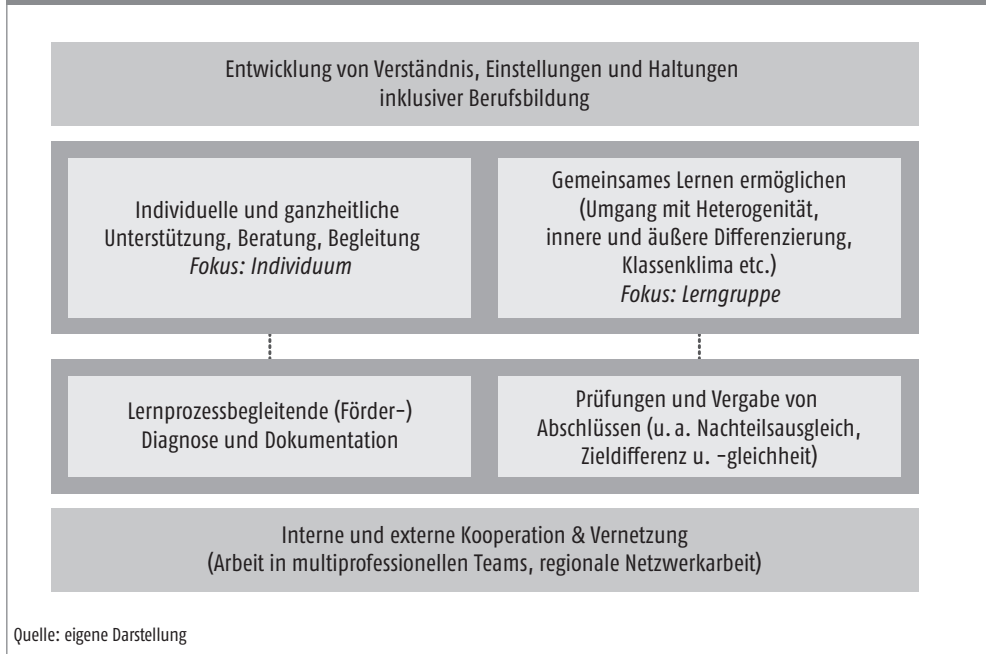 Entwicklung von Verständnis, Einstellungen und Haltungen
inklusiver Berufsbildung
Individuelle und ganzheitliche
Unterstützung, Beratung, Begleitung
Fokus: Individuum
Gemeinsames Lernen ermöglichen
(Umgang mit Heterogenität,
innere und äußere Differenzierung,
Klassenklima etc.)
Fokus: Lerngruppe
Lernprozessbegleitende (Förder-)
Diagnose und Dokumentation
Prüfungen und Vergabe von
Abschlüssen (u. a. Nachteilsausgleich,
Zieldifferenz u. -gleichheit)
Interne und externe Kooperation & Vernetzung
(Arbeit in multiprofessionellen Teams, regionale Netzwerkarbeit)
Quelle: eigene Darstellung